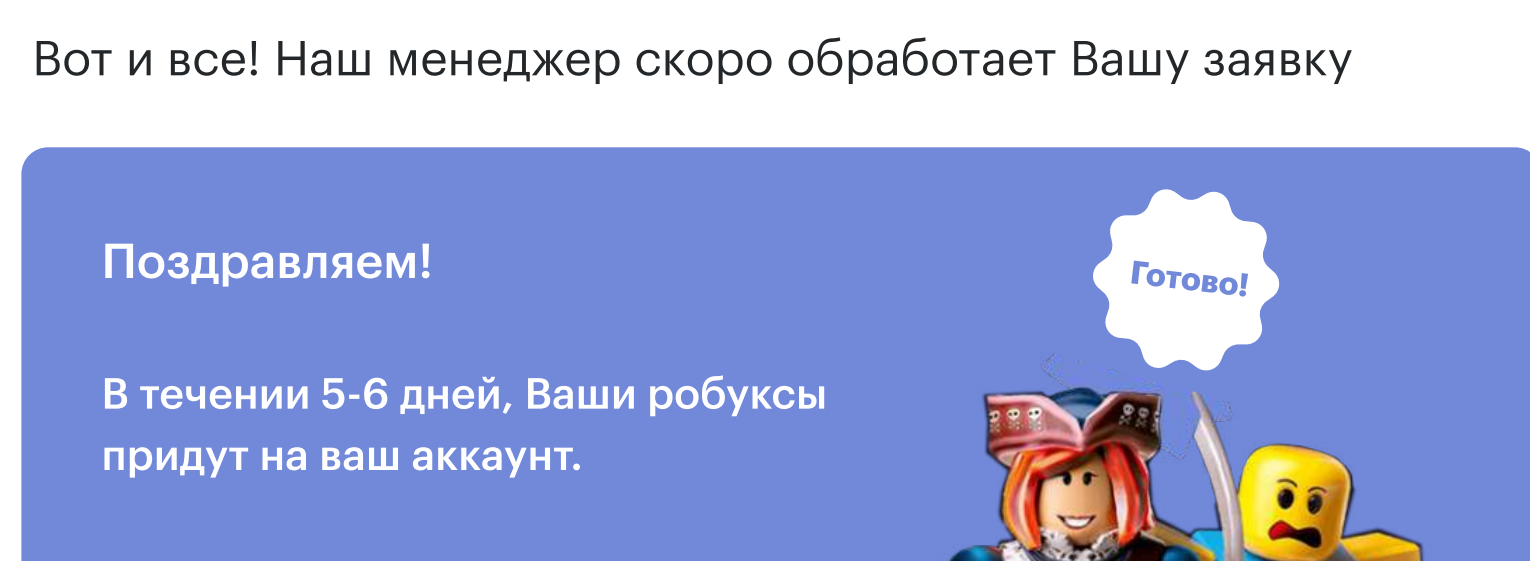 Вот и все! Наш менеджер скоро обработает Вашу заявку
Поздравляем!
Готово!
В течении 5-6 дней, Ваши робуксы
придут на ваш аккаунт.